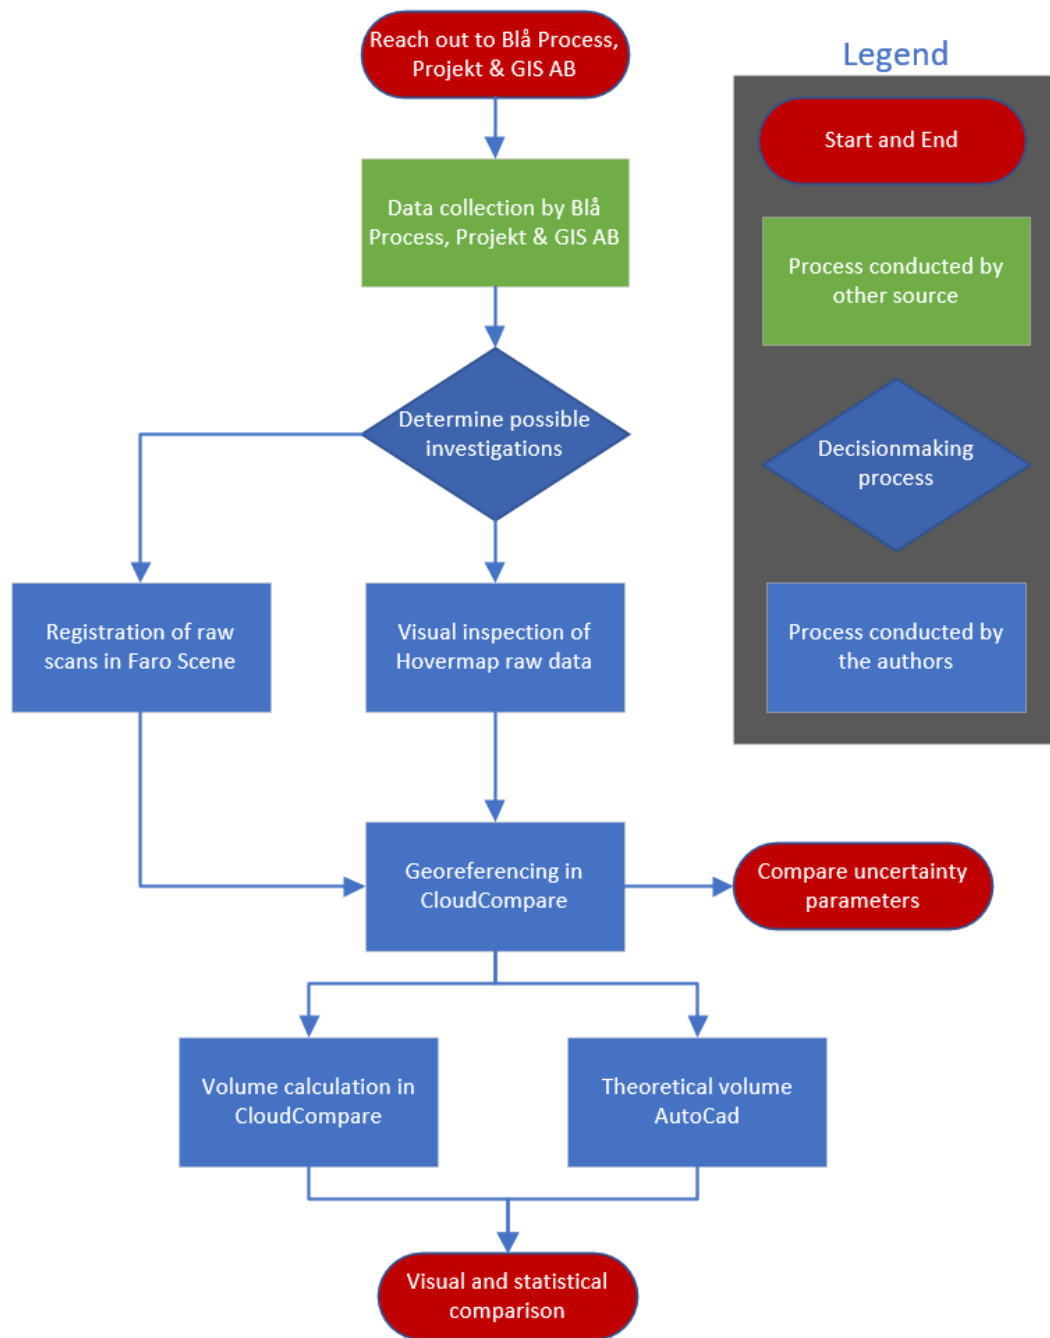 Reach out to Blå Process,
Projekt & GIS AB
Legend
Start and End
Data collection by Blå
Process, Projekt & GIS AB
Process conducted by
other source
Determine possible
investigations
Decisionmaking
process
Registration of raw
scans in Faro Scene
Visual inspection of
Hovermap raw data
Process conducted by
the authors
Georeferencing in
CloudCompare
Compare uncertainty
parameters
Volume calculation in
CloudCompare
Theoretical volume
AutoCad
Visual and statistical
comparison